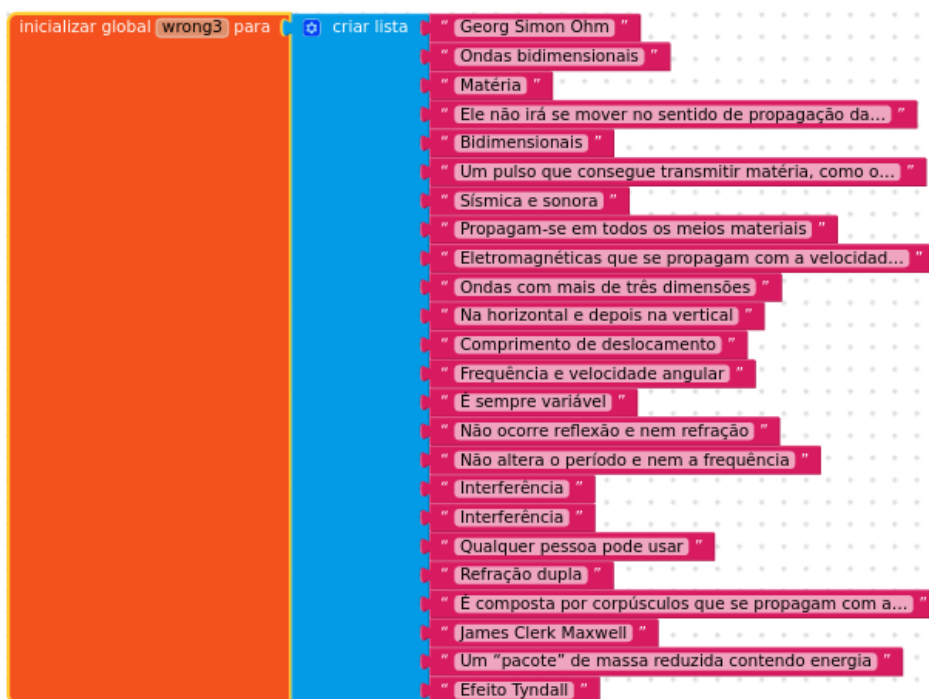 inicializar global wrong3 para criar lista " Georg Simon Ohm "
" Ondas bidimensionais "
" Matéria "
" Ele não irá se mover no sentido de propagação da... "
" Bidimensionais "
" Um pulso que consegue transmitir matéria, como o... "
" Sísmica e sonora "
" Propagam-se em todos os meios materiais "
" Eletromagnéticas que se propagam com a velocidad... "
" Ondas com mais de três dimensões "
" Na horizontal e depois na vertical "
" Comprimento de deslocamento "
" Frequência e velocidade angular "
" É sempre variável "
" Não ocorre reflexão e nem refração "
" Não altera o período e nem a frequência "
" Interferência "
" Interferência "
" Qualquer pessoa pode usar "
" Refração dupla "
" É composta por corpúsculos que se propagam com a... "
" James Clerk Maxwell "
" Um “pacote” de massa reduzida contendo energia "
" Efeito Tyndall "